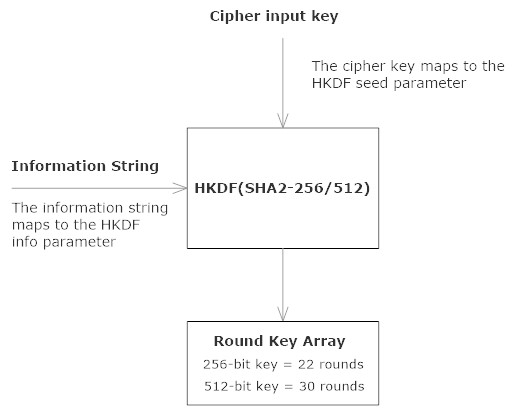 Cipher input key
The cipher key maps to the
HKDF seed parameter
Information String
HKDF(SHA2-256/512)
The information string
maps to the HKDF
info parameter
Round Key Array
256-bit key = 22 rounds
512-bit key = 30 rounds